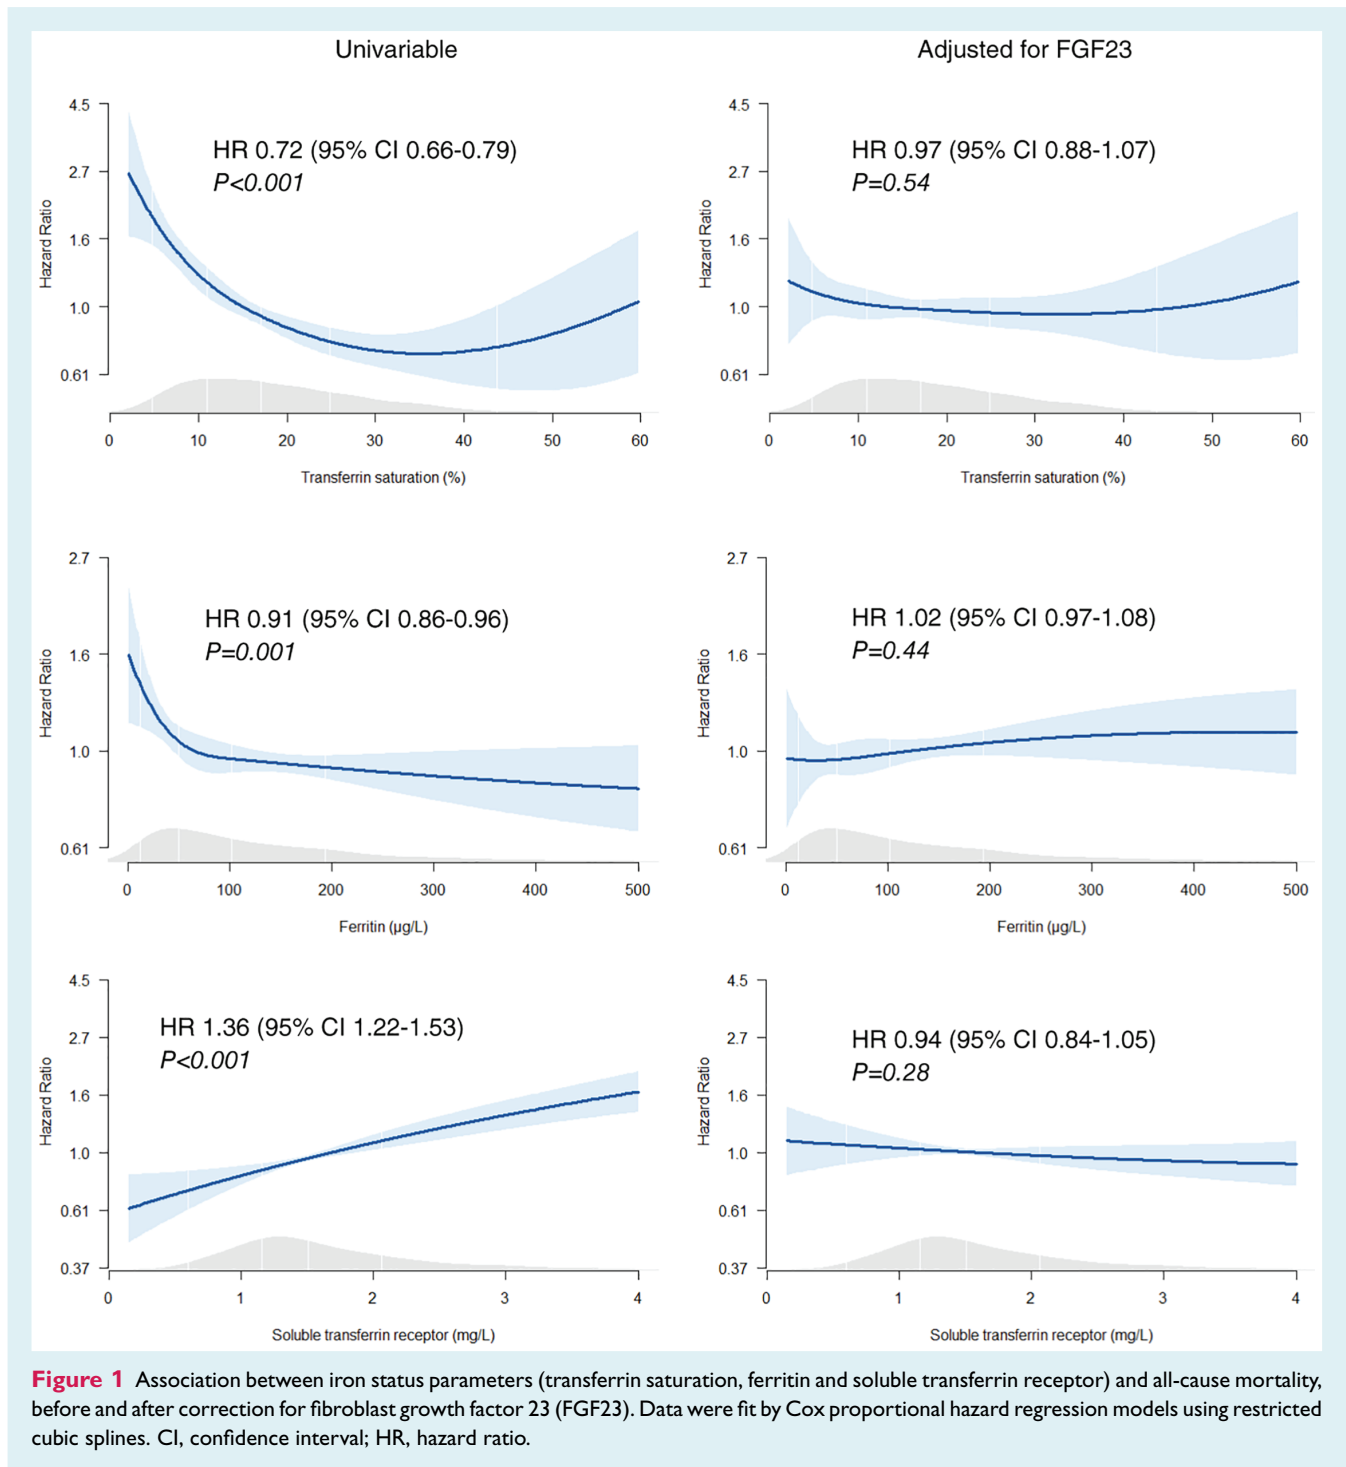 Univariable
Adjusted for FGF23
4.5
2.7
1.6
1.0
0.61
Hazard Ratio
HR 0.72 (95% CI 0.66-0.79)
P<0.001
0 10 20 30 40 50 60
Transferrin saturation (%)
4.5
2.7
1.6
1.0
0.61
Hazard Ratio
HR 0.97 (95% CI 0.88-1.07)
P=0.54
0 10 20 30 40 50 60
Transferrin saturation (%)
2.7
1.6
1.0
0.61
Hazard Ratio
HR 0.91 (95% CI 0.86-0.96)
P=0.001
0 100 200 300 400 500
Ferritin (µg/L)
2.7
1.6
1.0
0.61
Hazard Ratio
HR 1.02 (95% CI 0.97-1.08)
P=0.44
0 100 200 300 400 500
Ferritin (µg/L)
4.5
2.7
1.6
1.0
0.61
0.37
Hazard Ratio
HR 1.36 (95% CI 1.22-1.53)
P<0.001
0 1 2 3 4
Soluble transferrin receptor (mg/L)
4.5
2.7
1.6
1.0
0.61
0.37
Hazard Ratio
HR 0.94 (95% CI 0.84-1.05)
P=0.28
0 1 2 3 4
Soluble transferrin receptor (mg/L)
Figure 1 Association between iron status parameters (transferrin saturation, ferritin and soluble transferrin receptor) and all-cause mortality,
before and after correction for fibroblast growth factor 23 (FGF23). Data were fit by Cox proportional hazard regression models using restricted
cubic splines. CI, confidence interval; HR, hazard ratio.